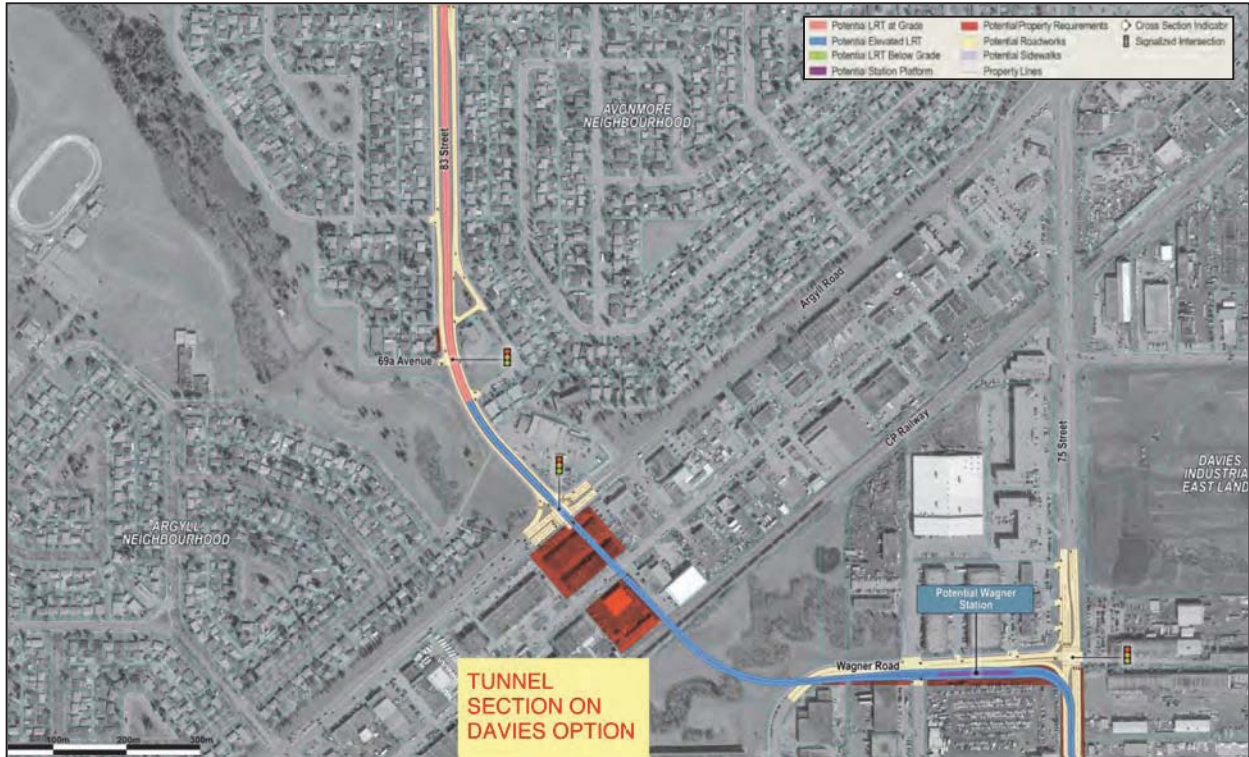 Potential LRT at Grade
Potential Elevated LRT
Potential LRT Below Grade
Potential Station Platform
Potential Property Requirements
Potential Roadworks
Potential Sidewalks
Property Lines
Cross Section Indicator
Signalized Intersection
AVONMORE
NEIGHBOURHOOD
83 Street
Argyll Road
69a Avenue
CP Railway
75 Street
DAVIES
INDUSTRIA
EAST LAND
ARGYLL
NEIGHBOURHOOD
Potential Wagner
Station
Wagner Road
TUNNEL
SECTION ON
DAVIES OPTION
100m
200m
300m